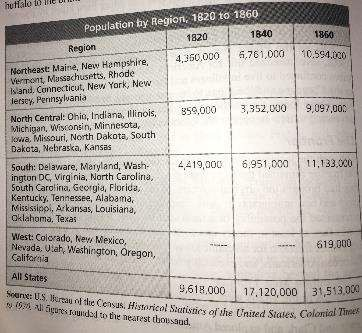 buffalo to the
Population by Region, 1820 to 1860
Region 1820 1840 1860
Northeast: Maine, New Hampshire, 4,360,000 6,761,000 10,594,000
Vermont, Massachusetts, Rhode
Island, Connecticut, New York, New
Jersey, Pennsylvania
North Central: Ohio, Indiana, Illinois, 859,000 3,352,000 9,097,000
Michigan, Wisconsin, Minnesota,
Iowa, Missouri, North Dakota, South
Dakota, Nebraska, Kansas
South: Delaware, Maryland, Wash- 4,419,000 6,951,000 11,133,000
ington DC, Virginia, North Carolina,
South Carolina, Georgia, Florida,
Kentucky, Tennessee, Alabama,
Mississippi, Arkansas, Louisiana,
Oklahoma, Texas
West: Colorado, New Mexico, ----- ----- 619,000
Nevada, Utah, Washington, Oregon,
California
All States 9,618,000 17,120,000 31,513,000
Source: U.S. Bureau of the Census, Historical Statistics of the United States, Colonial Times
to 1970. All figures rounded to the nearest thousand.